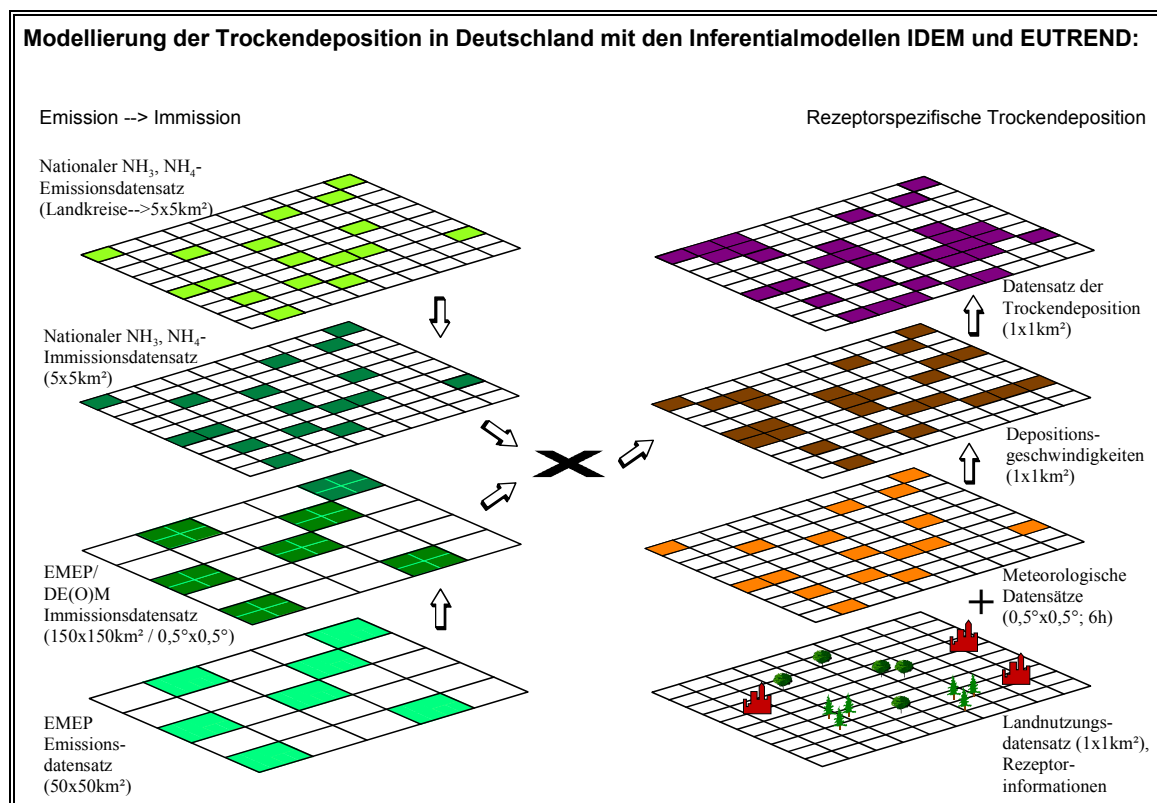 Modellierung der Trockendeposition in Deutschland mit den Inferentialmodellen IDEM und EUTREND:
Emission --> Immission
Nationaler NH₃, NH₄-
Emissionsdatensatz
(Landkreise-->5x5km²)
Nationaler NH₃, NH₄-
Immissionsdatensatz
(5x5km²)
EMEP/
DE(O)M
Immissionsdatensatz
(150x150km² / 0,5°x0,5°)
EMEP
Emissions-
datensatz
(50x50km²)
Rezeptorspezifische Trockendeposition
Datensatz der
Trockendeposition
(1x1km²)
Depositions-
geschwindigkeiten
(1x1km²)
Meteorologische
Datensätze
(0,5°x0,5°; 6h)
Landnutzungs-
datensatz (1x1km²),
Rezeptor-
informationen